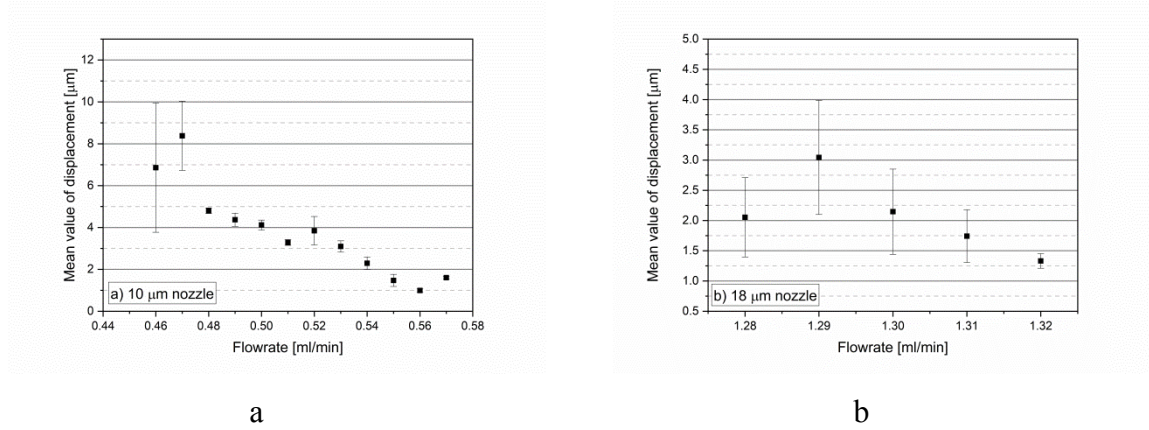 Mean value of displacement [μm]
12
10
8
6
4
2
0
0.44 0.46 0.48 0.50 0.52 0.54 0.56 0.58
Flowrate [ml/min]
a) 10 μm nozzle
Mean value of displacement [μm]
5.0
4.5
4.0
3.5
3.0
2.5
2.0
1.5
1.0
0.5
1.28 1.29 1.30 1.31 1.32
Flowrate [ml/min]
b) 18 μm nozzle
a b